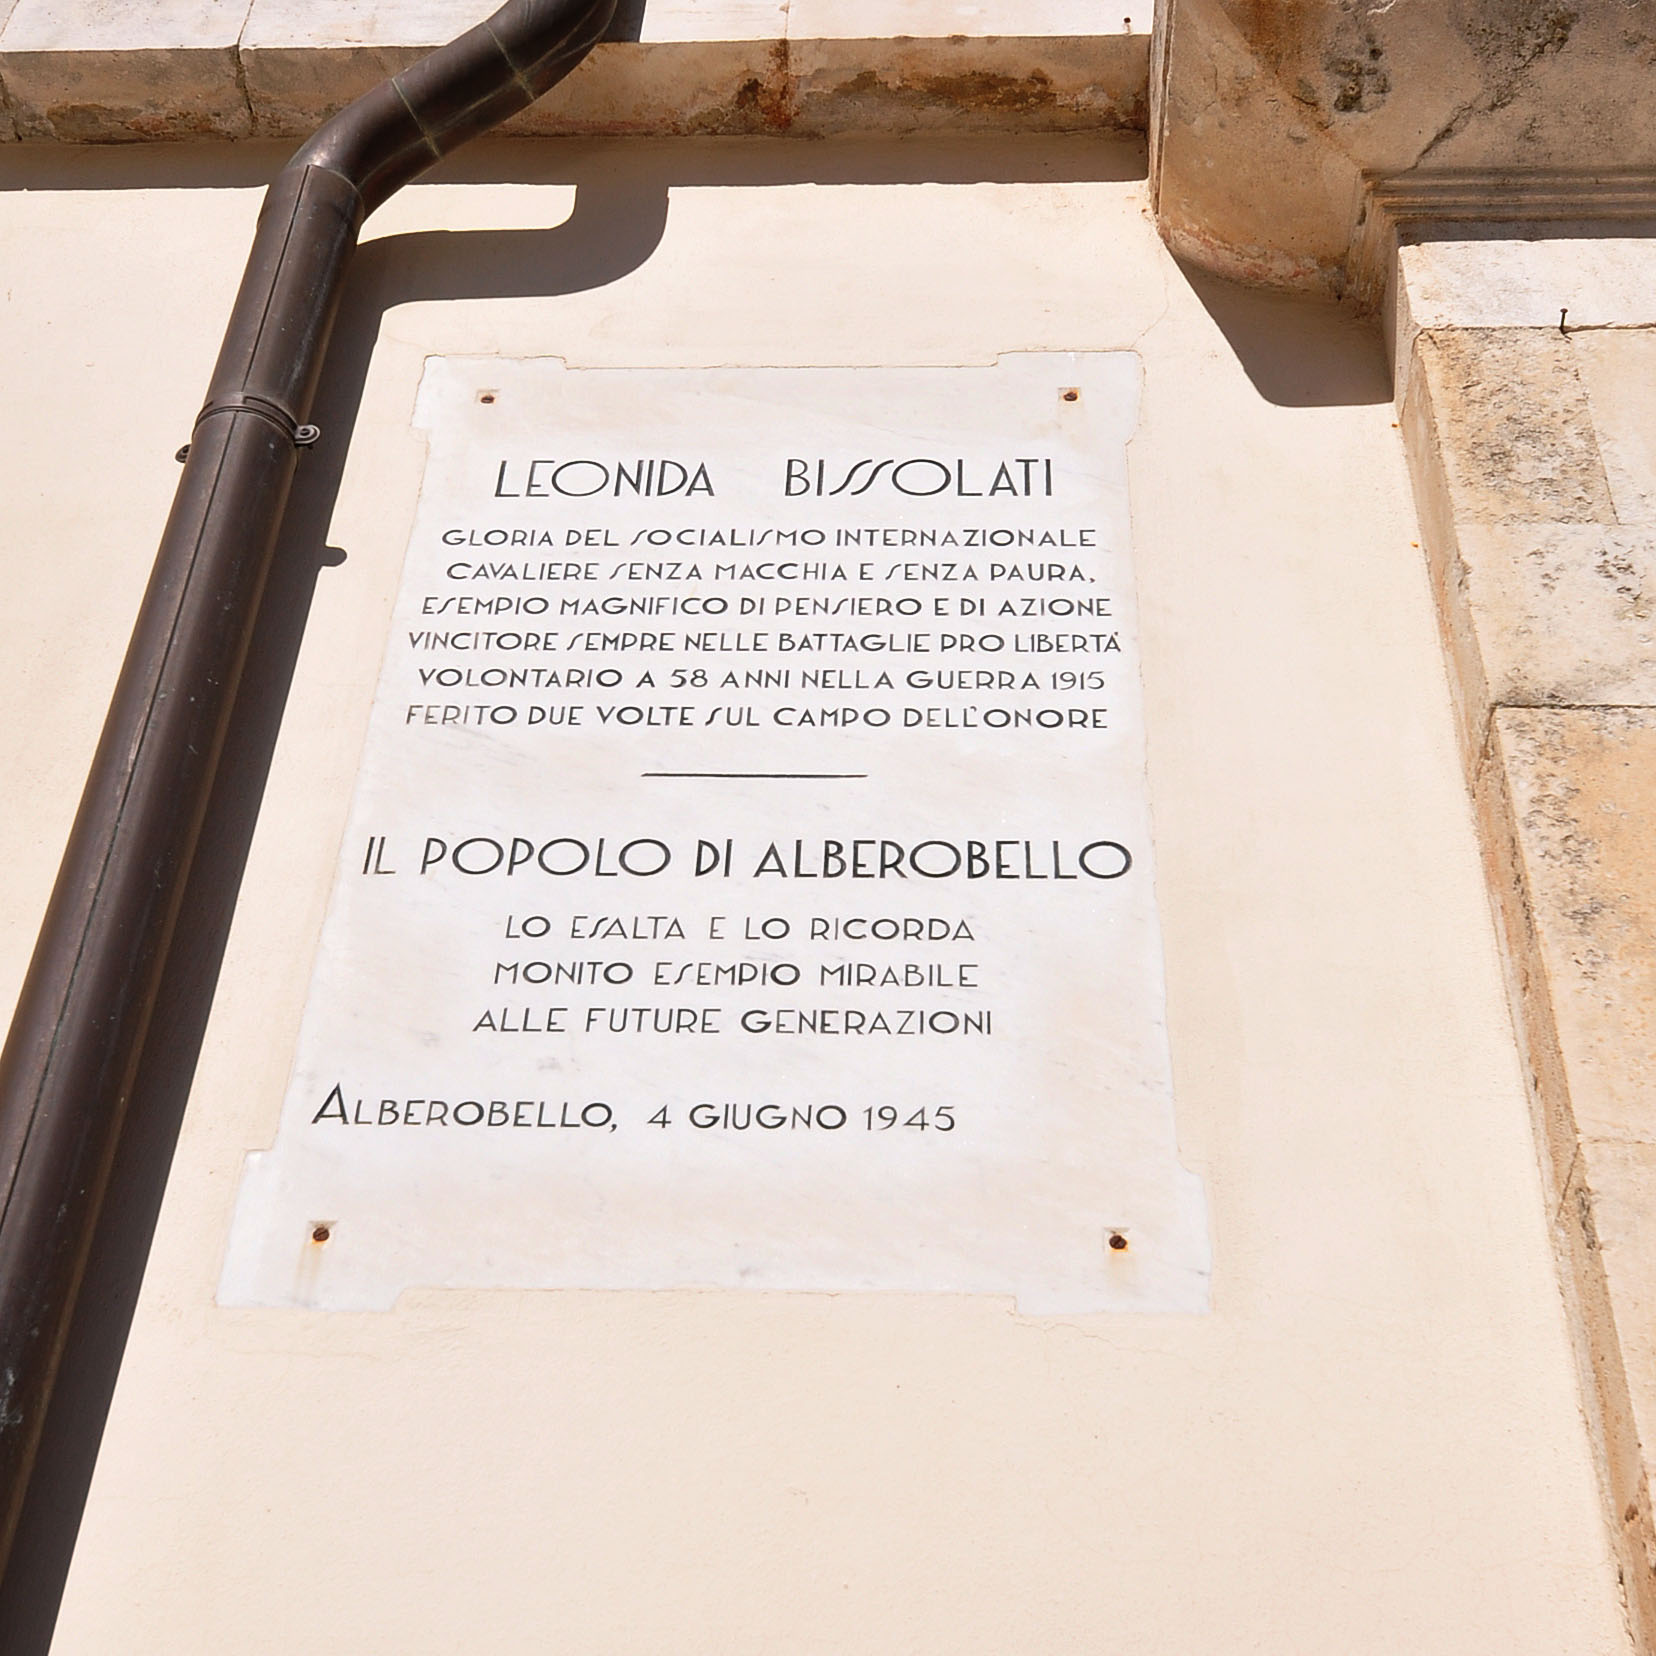 LEONIDA BISSOLATI
GLORIA DEL SOCIALISMO INTERNAZIONALE
CAVALIERE SENZA MACCHIA E SENZA PAURA,
ESEMPIO MAGNIFICO DI PENSIERO E DI AZIONE
VINCITORE SEMPRE NELLE BATTAGLIE PRO LIBERTÀ
VOLONTARIO A 58 ANNI NELLA GUERRA 1915
FERITO DUE VOLTE SUL CAMPO DELL'ONORE
IL POPOLO DI ALBEROBELLO
LO ESALTA E LO RICORDA
MONITO ESEMPIO MIRABILE
ALLE FUTURE GENERAZIONI
ALBEROBELLO, 4 GIUGNO 1945